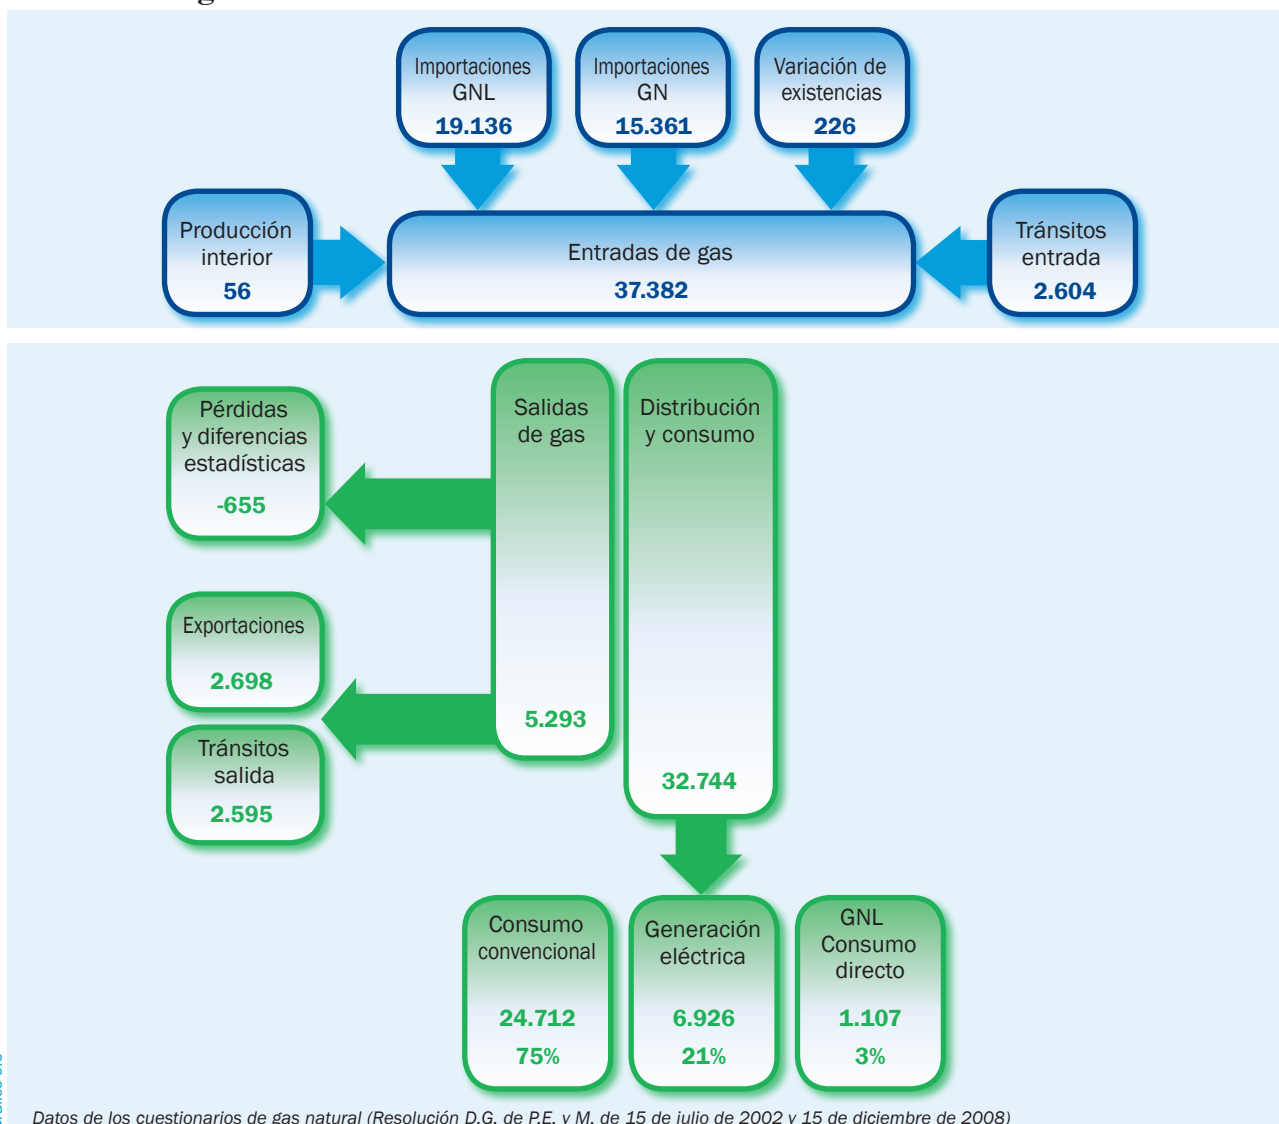 Importaciones
GNL
19.136
Importaciones
GN
15.361
Variación de
existencias
226
Producción
interior
56
Entradas de gas
37.382
Tránsitos
entrada
2.604
Pérdidas
y diferencias
estadísticas
-655
Salidas
de gas
5.293
Distribución
y consumo
32.744
Exportaciones
2.698
Tránsitos
salida
2.595
Consumo
convencional
24.712
75%
Generación
eléctrica
6.926
21%
GNL
Consumo
directo
1.107
3%
Datos de los cuestionarios de gas natural (Resolución D.G. de P.E. y M. de 15 de julio de 2002 y 15 de diciembre de 2008)